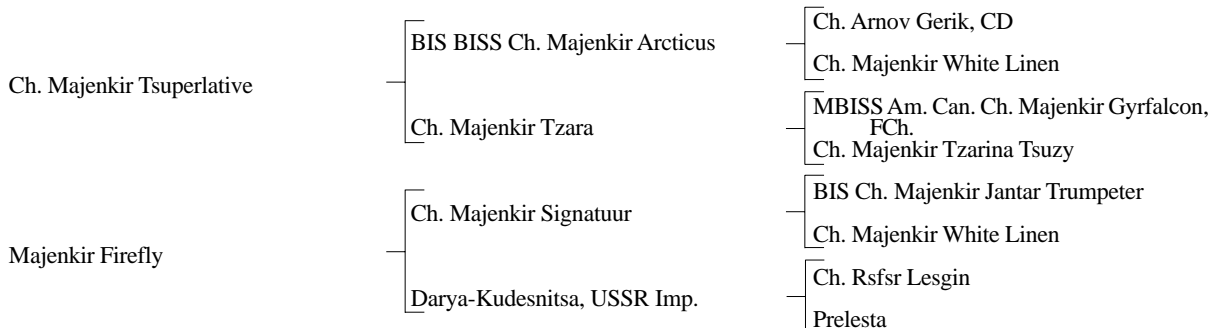 Ch. Arnov Gerik, CD
BIS BISS Ch. Majenkir Arcticus
Ch. Majenkir White Linen
Ch. Majenkir Tsuperlative
MBISS Am. Can. Ch. Majenkir Gyrfalcon,
FCh.
Ch. Majenkir Tzara
Ch. Majenkir Tzarina Tsuzy
BIS Ch. Majenkir Jantar Trumpeter
Ch. Majenkir Signatuur
Ch. Majenkir White Linen
Majenkir Firefly
Ch. Rsfsr Lesgin
Darya-Kudesnitsa, USSR Imp.
Prelesta